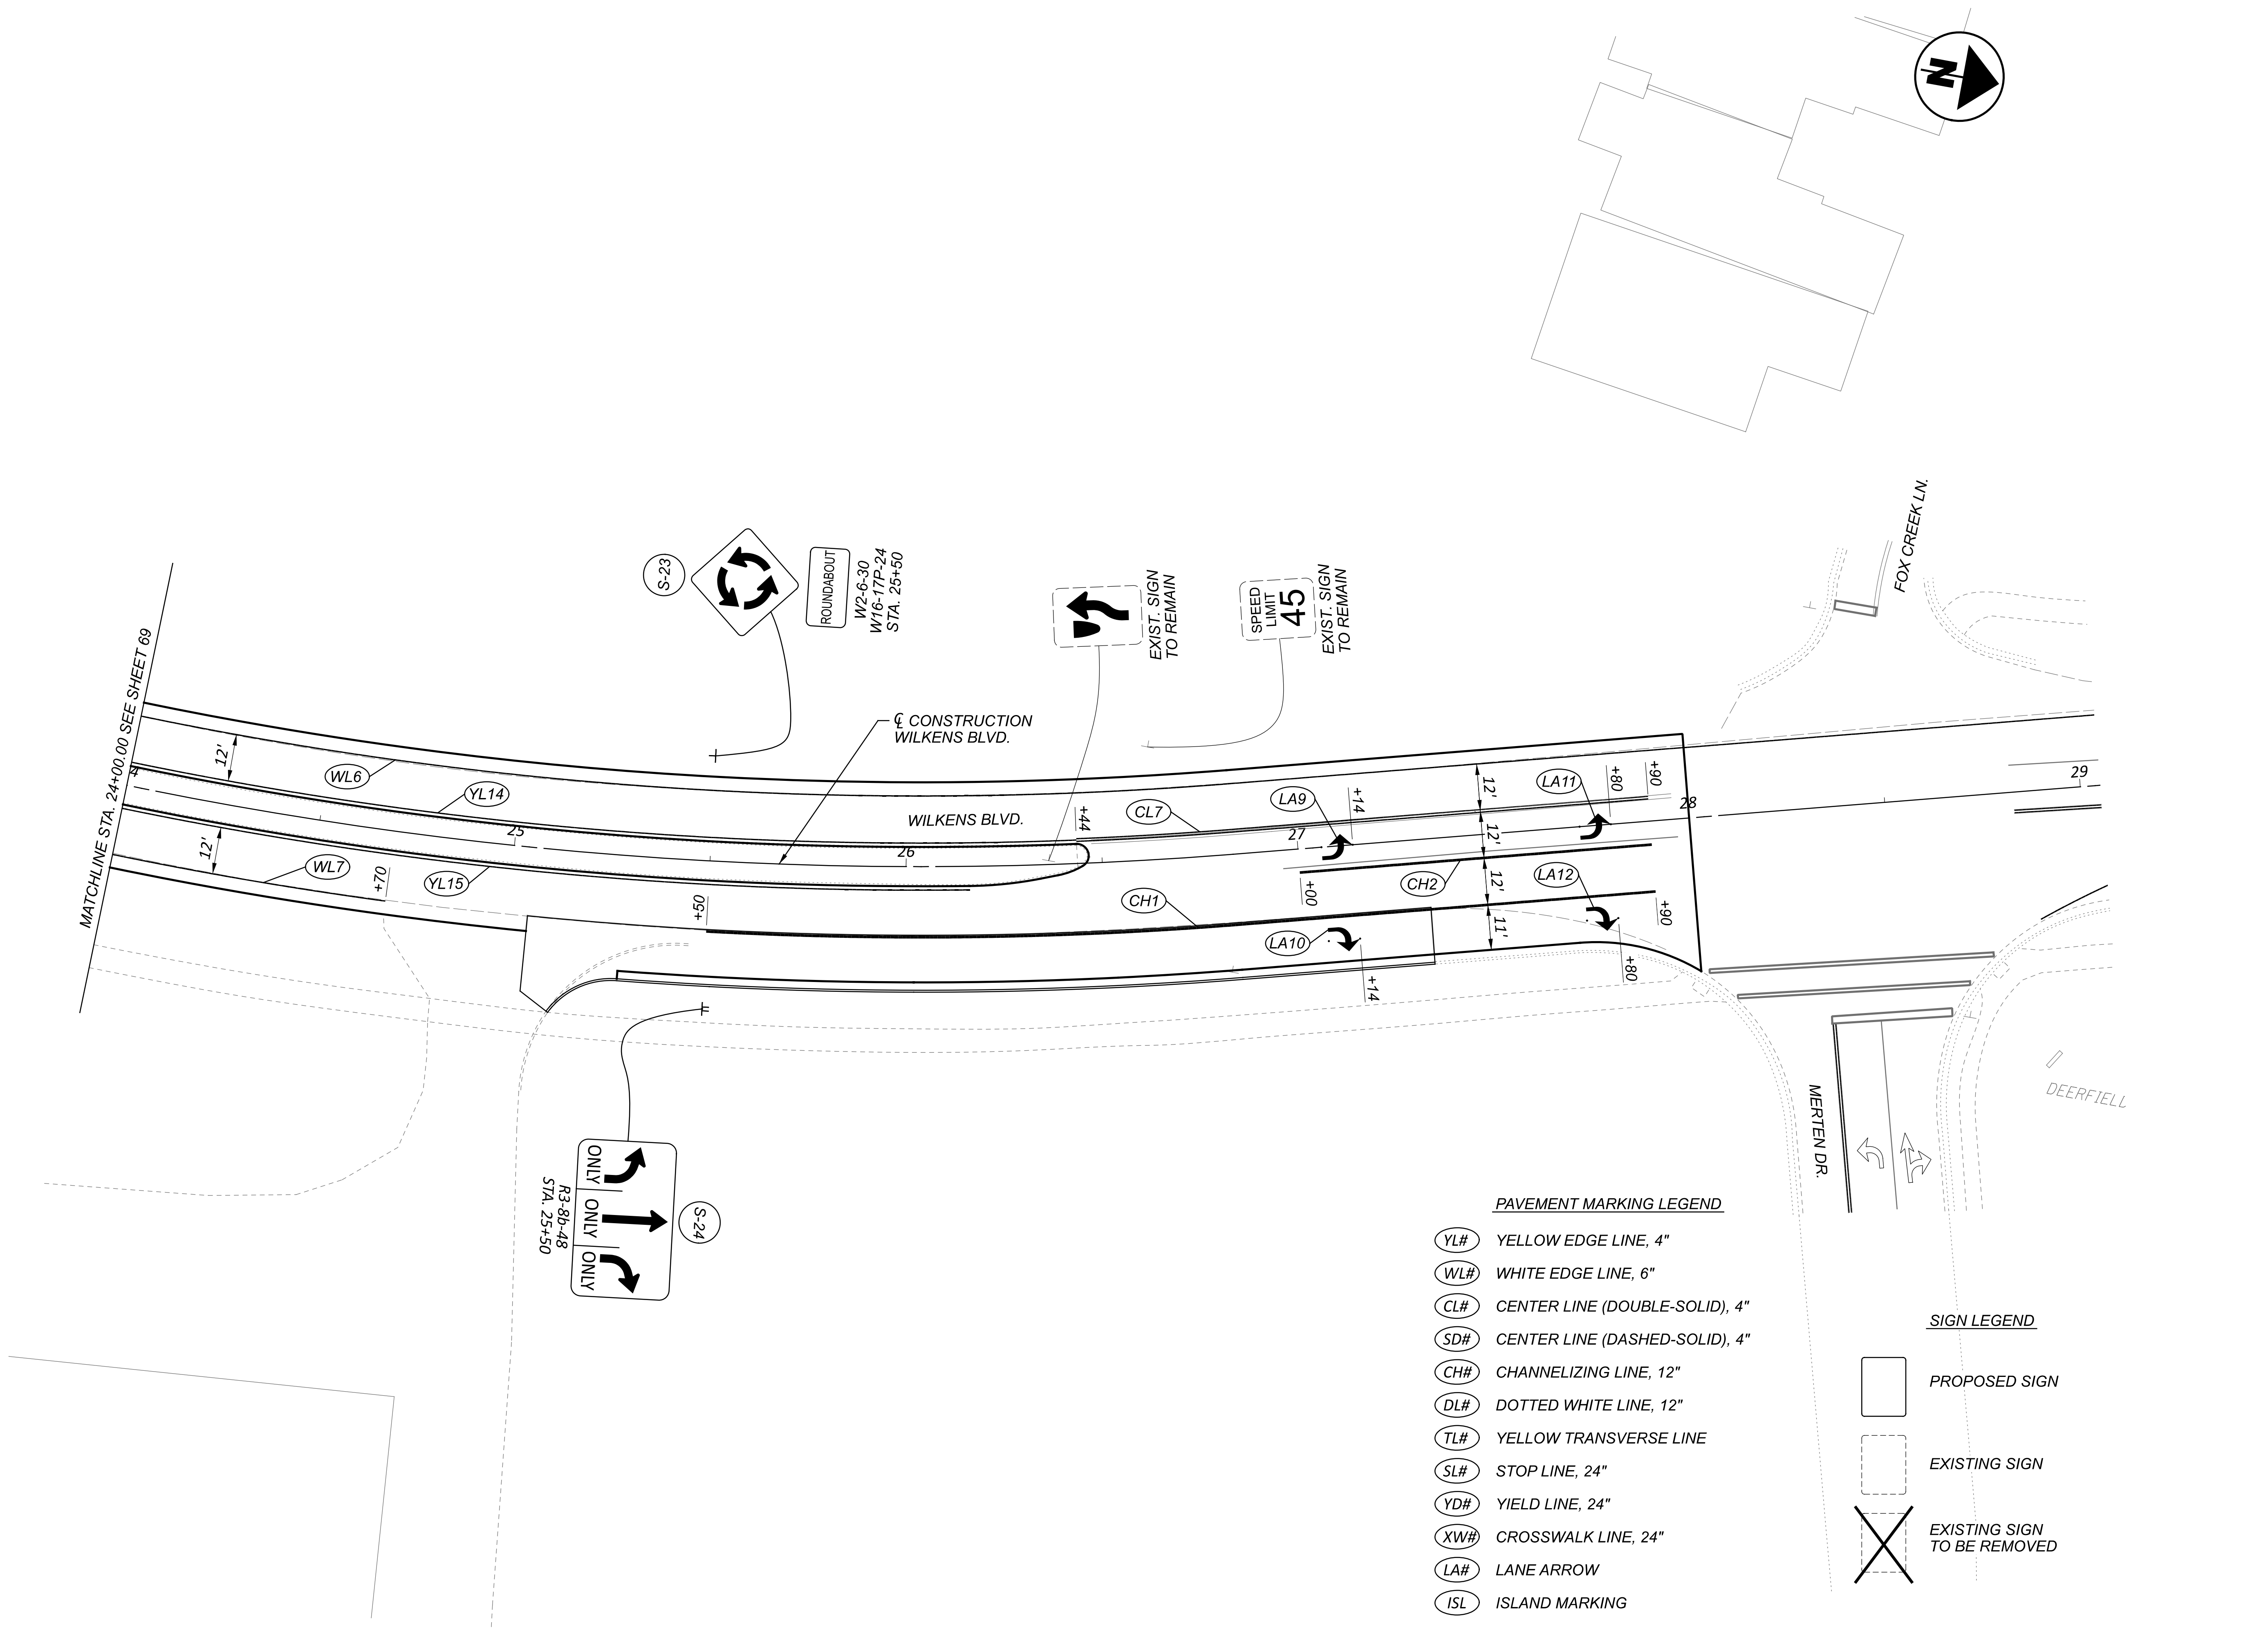 N
FOX CREEK LN.
S-23
ROUNDABOUT
W2-6-30
W16-17P-24
STA. 25+50
EXIST. SIGN
TO REMAIN
SPEED
LIMIT
45
EXIST. SIGN
TO REMAIN
MATCHLINE STA. 24+00.00 SEE SHEET 69
℄ CONSTRUCTION
WILKENS BLVD.
12'
4
WL6
YL14
25
WILKENS BLVD.
26
+44
CL7
LA9
+14
27
12'
LA11
+80
+90
28
29
12'
12'
WL7
+70
YL15
+50
CH1
+00
CH2
12'
LA12
+90
11'
LA10
+14
+80
MERTEN DR.
DEERFIELL
ONLY
ONLY
ONLY
R3-8b-48
STA. 25+50
S-24
PAVEMENT MARKING LEGEND
YL# YELLOW EDGE LINE, 4"
WL# WHITE EDGE LINE, 6"
CL# CENTER LINE (DOUBLE-SOLID), 4"
SD# CENTER LINE (DASHED-SOLID), 4"
CH# CHANNELIZING LINE, 12"
DL# DOTTED WHITE LINE, 12"
TL# YELLOW TRANSVERSE LINE
SL# STOP LINE, 24"
YD# YIELD LINE, 24"
XW# CROSSWALK LINE, 24"
LA# LANE ARROW
ISL ISLAND MARKING
SIGN LEGEND
PROPOSED SIGN
EXISTING SIGN
EXISTING SIGN
TO BE REMOVED